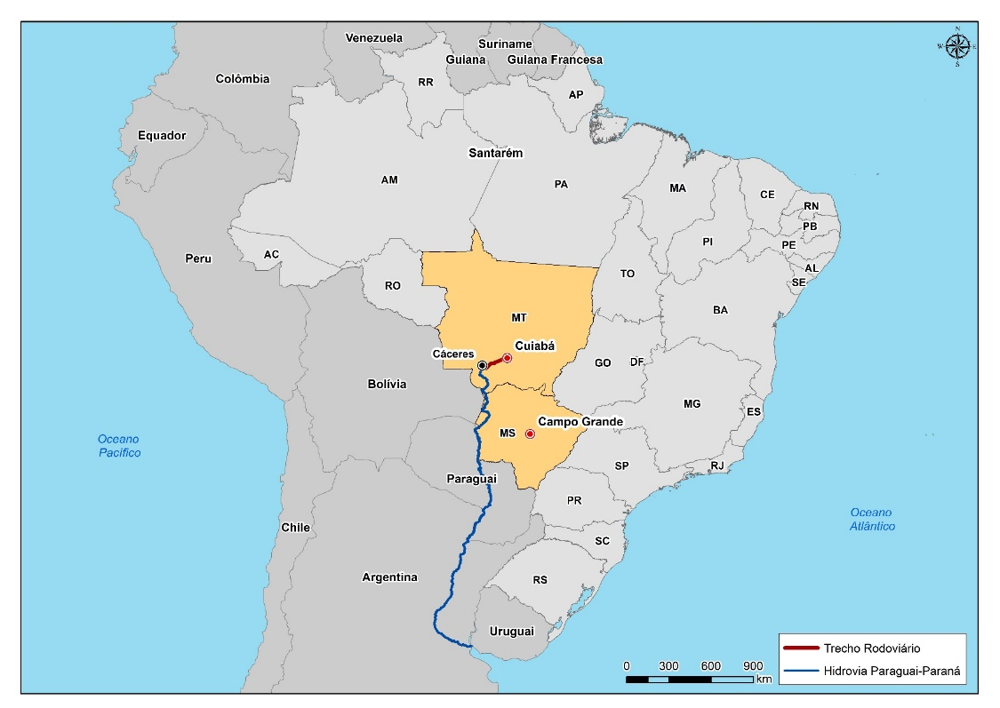 Venezuela
Suriname
Guiana
Guiana Francesa
Colômbia
RR
AP
N
W
E
S
Equador
Santarém
AM
PA
MA
CE
RN
PB
PE
PI
AL
SE
Peru
AC
RO
TO
BA
MT
Cuiabá
Cáceres
GO
DF
Bolívia
MG
ES
Campo Grande
MS
Oceano
Pacífico
SP
RJ
Paraguai
PR
Oceano
Atlântico
Chile
SC
Argentina
RS
Uruguai
Trecho Rodoviário
Hidrovia Paraguai-Paraná
0 300 600 900
km